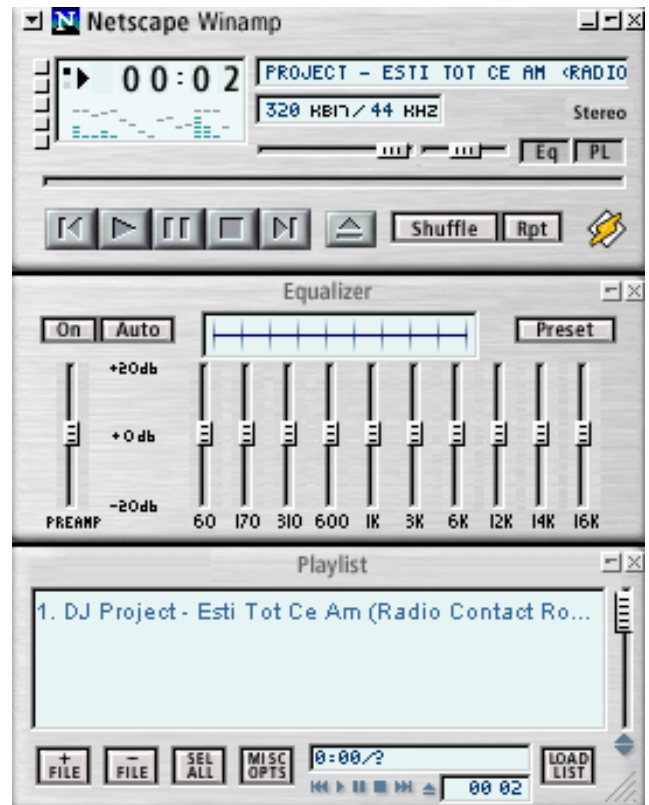 N Netscape Winamp
00:02
PROJECT - ESTI TOT CE AM <RADIO
320 KBIT/44 KHZ
Stereo
Eq PL
Shuffle Rpt
Equalizer
On Auto Preset
+20db
+0db
-20db
PREAMP 60 170 310 600 1K 3K 6K 12K 14K 16K
Playlist
1. DJ Project - Esti Tot Ce Am (Radio Contact Ro...
+ FILE
- FILE
SEL ALL
MISC OPTS
0:00/?
00 02
LOAD LIST